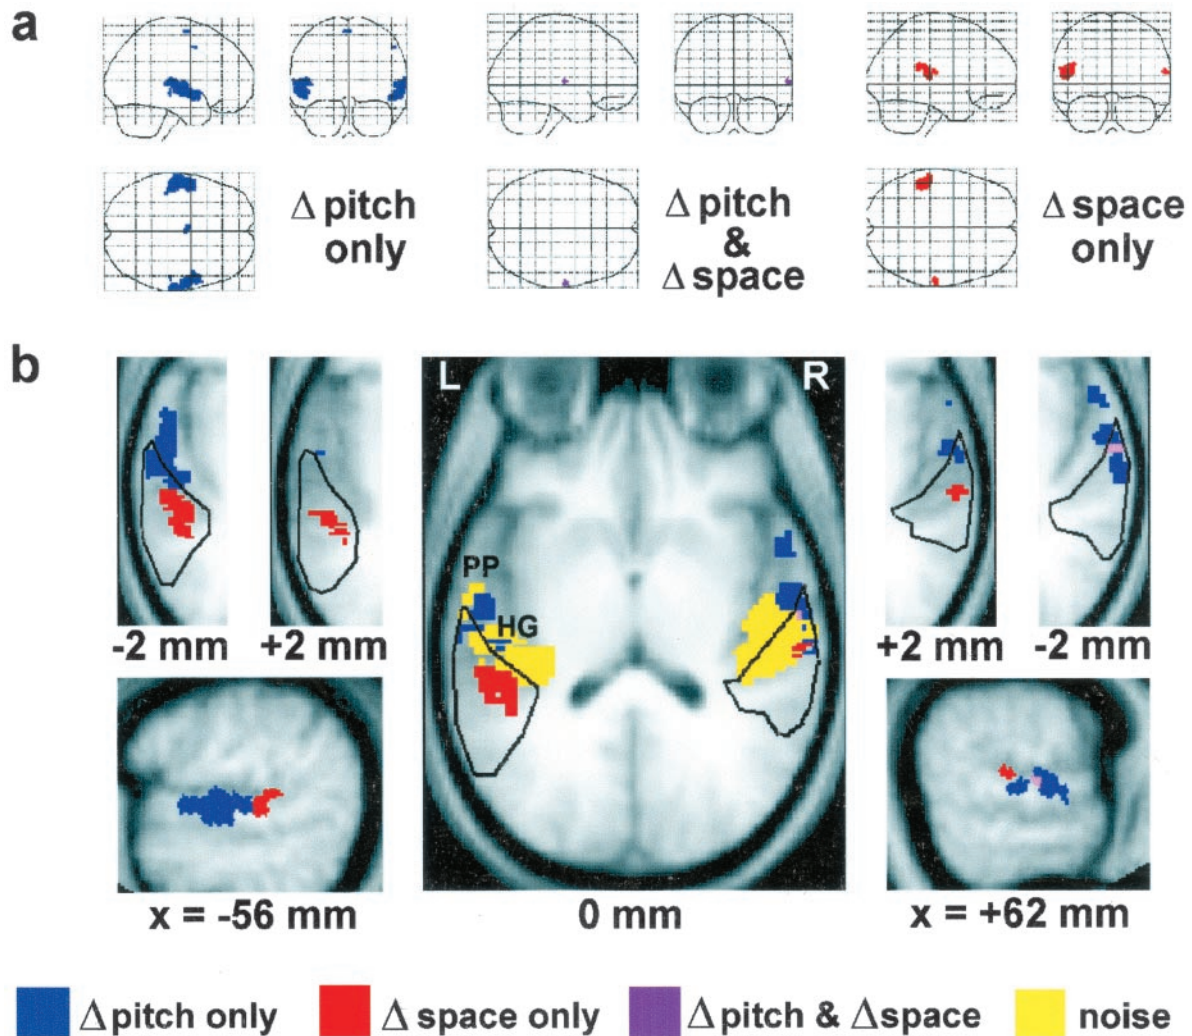 a
Δ pitch only
Δ pitch & Δ space
Δ space only
b
L
R
PP
HG
-2 mm
+2 mm
+2 mm
-2 mm
x = -56 mm
0 mm
x = +62 mm
Δ pitch only
Δ space only
Δ pitch & Δ space
noise